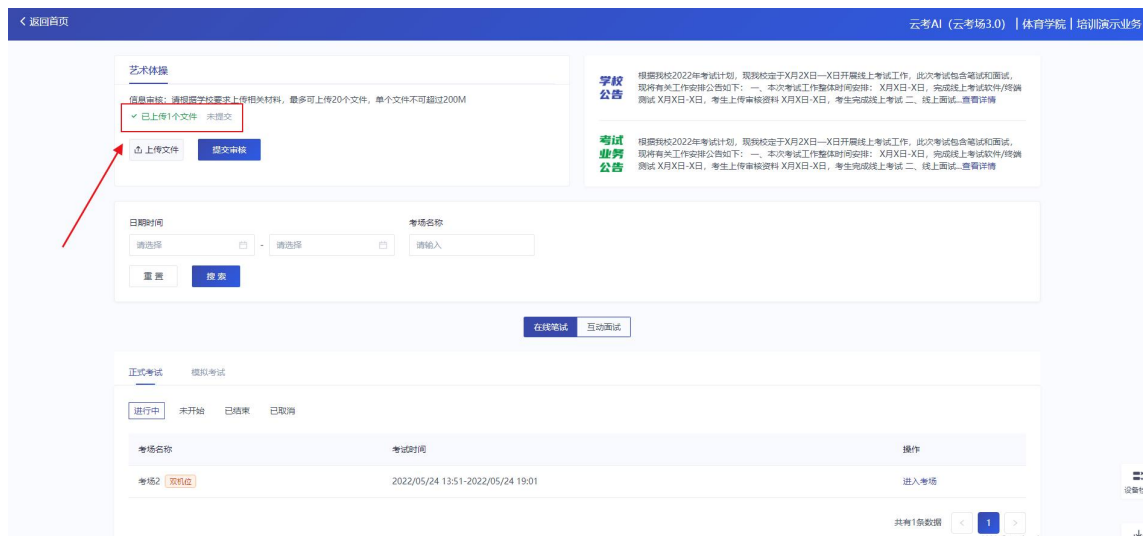 返回首页
云考AI（云考场3.0） | 体育学院 | 培训演示业务
艺术体操
信息审核：请根据学校要求上传相关材料，最多可上传20个文件，单个文件不可超过200M
已上传1个文件 未提交
上传文件 提交审核
学校
公告
根据我校2022年考试计划，现我校定于X月2X日—X日开展线上考试工作，此次考试包含笔试和面试，
现将有关工作安排公告如下： 一、本次考试工作整体时间安排： X月X日-X日，完成线上考试软件/终端
测试 X月X日-X日，考生上传审核资料 X月X日-X日，考生完成线上考试 二、线上面试...查看详情
考试
业务
公告
根据我校2022年考试计划，现我校定于X月2X日—X日开展线上考试工作，此次考试包含笔试和面试，
现将有关工作安排公告如下： 一、本次考试工作整体时间安排： X月X日-X日，完成线上考试软件/终端
测试 X月X日-X日，考生上传审核资料 X月X日-X日，考生完成线上考试 二、线上面试...查看详情
日期时间 考场名称
请选择 - 请选择 请输入
重置 搜索
在线笔试 互动面试
正式考试 模拟考试
进行中 未开始 已结束 已取消
考场名称 考试时间 操作
考场2 双机位 2022/05/24 13:51-2022/05/24 19:01 进入考场
设备
共有1条数据 < 1 >